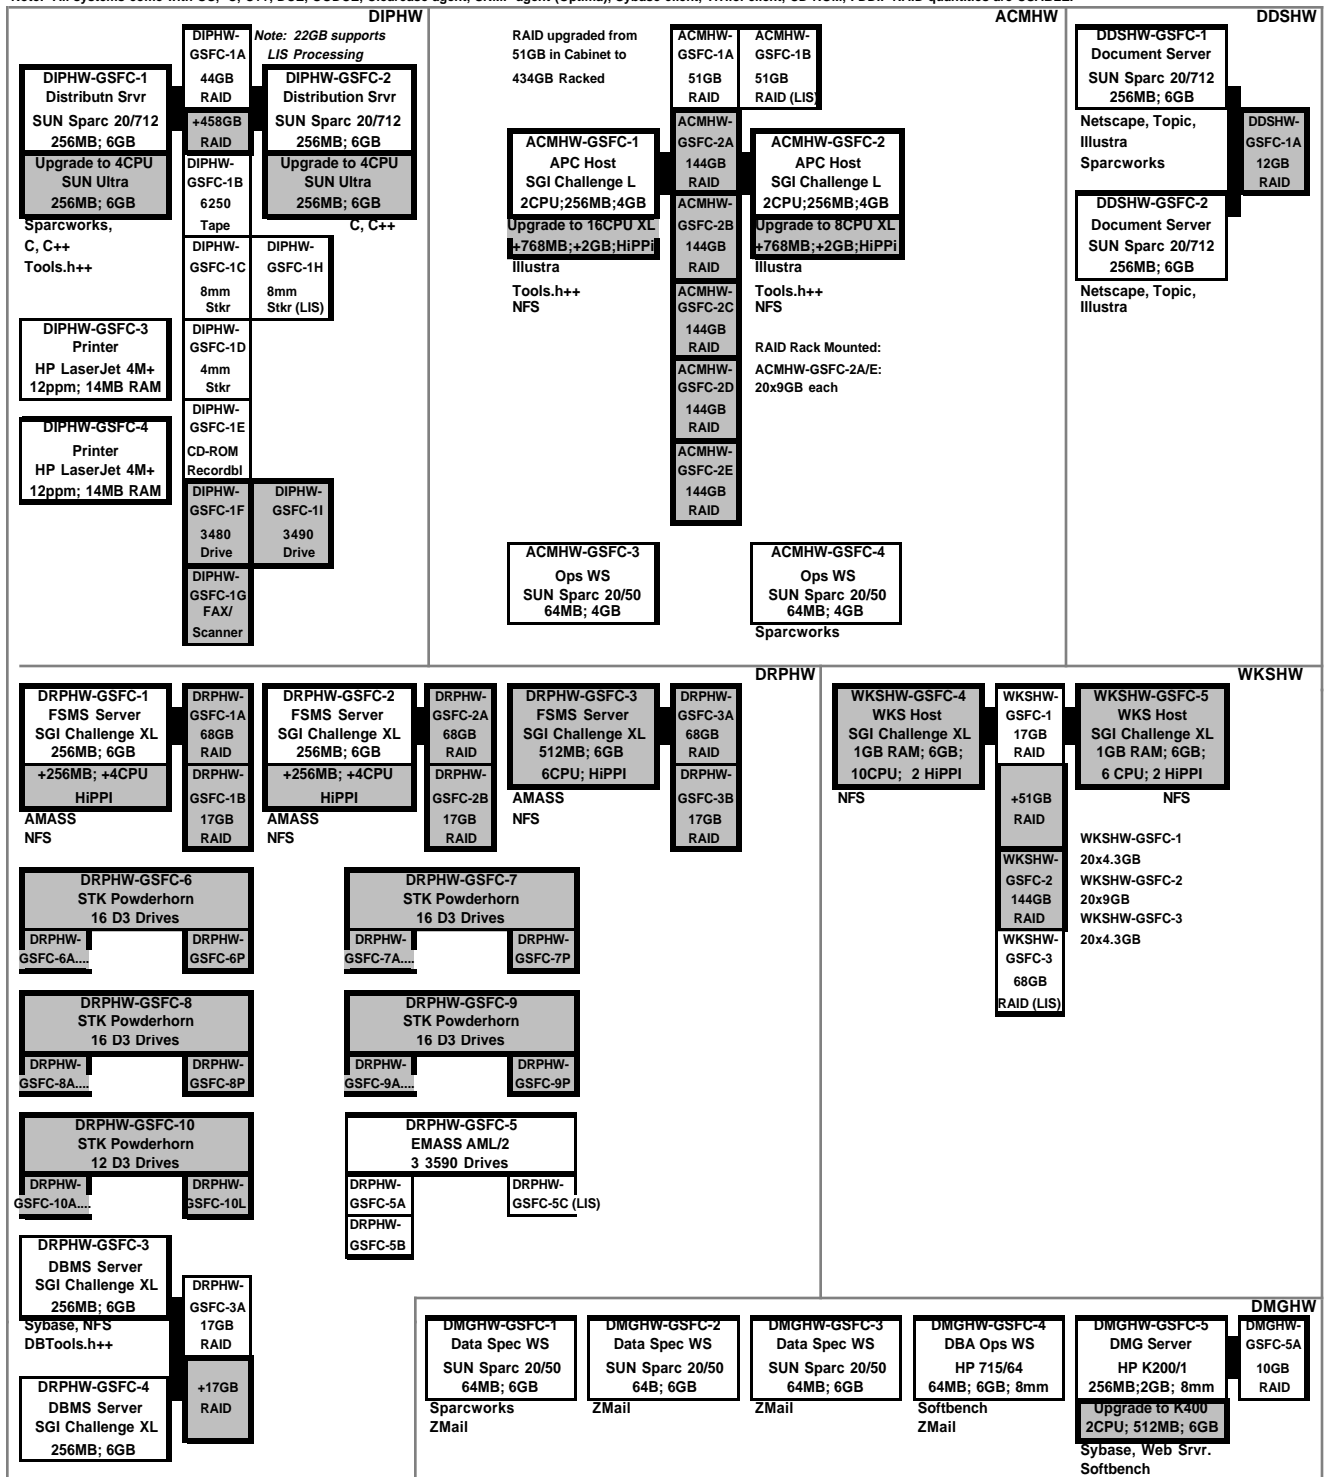 DIPHW
DIPHW-
GSFC-1A
44GB
RAID
+458GB
RAID
Note: 22GB supports
LIS Processing
DIPHW-GSFC-1
Distributn Srvr
SUN Sparc 20/712
256MB; 6GB
Upgrade to 4CPU
SUN Ultra
256MB; 6GB
Sparcworks,
C, C++
Tools.h++
DIPHW-GSFC-2
Distribution Srvr
SUN Sparc 20/712
256MB; 6GB
Upgrade to 4CPU
SUN Ultra
256MB; 6GB
C, C++
DIPHW-
GSFC-1B
6250
Tape
DIPHW-
GSFC-1C
8mm
Stkr
DIPHW-
GSFC-1H
8mm
Stkr (LIS)
DIPHW-GSFC-3
Printer
HP LaserJet 4M+
12ppm; 14MB RAM
DIPHW-
GSFC-1D
4mm
Stkr
DIPHW-GSFC-4
Printer
HP LaserJet 4M+
12ppm; 14MB RAM
DIPHW-
GSFC-1E
CD-ROM
Recordbl
DIPHW-
GSFC-1F
3480
Drive
DIPHW-
GSFC-1I
3490
Drive
DIPHW-
GSFC-1G
FAX/
Scanner
ACMHW
RAID upgraded from
51GB in Cabinet to
434GB Racked
ACMHW-
GSFC-1A
51GB
RAID
ACMHW-
GSFC-1B
51GB
RAID (LIS)
ACMHW-GSFC-1
APC Host
SGI Challenge L
2CPU;256MB;4GB
Upgrade to 16CPU XL
+768MB;+2GB;HiPPi
Illustra
Tools.h++
NFS
ACMHW-
GSFC-2A
144GB
RAID
ACMHW-
GSFC-2B
144GB
RAID
ACMHW-
GSFC-2C
144GB
RAID
ACMHW-
GSFC-2D
144GB
RAID
ACMHW-
GSFC-2E
144GB
RAID
ACMHW-GSFC-2
APC Host
SGI Challenge L
2CPU;256MB;4GB
Upgrade to 8CPU XL
+768MB;+2GB;HiPPi
Illustra
Tools.h++
NFS
RAID Rack Mounted:
ACMHW-GSFC-2A/E:
20x9GB each
ACMHW-GSFC-3
Ops WS
SUN Sparc 20/50
64MB; 4GB
ACMHW-GSFC-4
Ops WS
SUN Sparc 20/50
64MB; 4GB
Sparcworks
DDSHW
DDSHW-GSFC-1
Document Server
SUN Sparc 20/712
256MB; 6GB
Netscape, Topic,
Illustra
Sparcworks
DDSHW-
GSFC-1A
12GB
RAID
DDSHW-GSFC-2
Document Server
SUN Sparc 20/712
256MB; 6GB
Netscape, Topic,
Illustra
DRPHW
DRPHW-GSFC-1
FSMS Server
SGI Challenge XL
256MB; 6GB
+256MB; +4CPU
HiPPI
AMASS
NFS
DRPHW-
GSFC-1A
68GB
RAID
DRPHW-
GSFC-1B
17GB
RAID
DRPHW-GSFC-2
FSMS Server
SGI Challenge XL
256MB; 6GB
+256MB; +4CPU
HiPPI
AMASS
NFS
DRPHW-
GSFC-2A
68GB
RAID
DRPHW-
GSFC-2B
17GB
RAID
DRPHW-GSFC-3
FSMS Server
SGI Challenge XL
512MB; 6GB
6CPU; HiPPI
AMASS
NFS
DRPHW-
GSFC-3A
68GB
RAID
DRPHW-
GSFC-3B
17GB
RAID
DRPHW-GSFC-6
STK Powderhorn
16 D3 Drives
DRPHW-
GSFC-6A....
DRPHW-
GSFC-6P
DRPHW-GSFC-7
STK Powderhorn
16 D3 Drives
DRPHW-
GSFC-7A....
DRPHW-
GSFC-7P
DRPHW-GSFC-8
STK Powderhorn
16 D3 Drives
DRPHW-
GSFC-8A....
DRPHW-
GSFC-8P
DRPHW-GSFC-9
STK Powderhorn
16 D3 Drives
DRPHW-
GSFC-9A....
DRPHW-
GSFC-9P
DRPHW-GSFC-10
STK Powderhorn
12 D3 Drives
DRPHW-
GSFC-10A....
DRPHW-
GSFC-10L
DRPHW-GSFC-5
EMASS AML/2
3 3590 Drives
DRPHW-
GSFC-5A
DRPHW-
GSFC-5B
DRPHW-
GSFC-5C (LIS)
DRPHW-GSFC-3
DBMS Server
SGI Challenge XL
256MB; 6GB
Sybase, NFS
DBTools.h++
DRPHW-
GSFC-3A
17GB
RAID
+17GB
RAID
DRPHW-GSFC-4
DBMS Server
SGI Challenge XL
256MB; 6GB
WKSHW
WKSHW-GSFC-4
WKS Host
SGI Challenge XL
1GB RAM; 6GB;
10CPU; 2 HiPPI
NFS
WKSHW-
GSFC-1
17GB
RAID
+51GB
RAID
WKSHW-
GSFC-2
144GB
RAID
WKSHW-
GSFC-3
68GB
RAID (LIS)
WKSHW-GSFC-5
WKS Host
SGI Challenge XL
1GB RAM; 6GB;
6 CPU; 2 HiPPI
NFS
WKSHW-GSFC-1
20x4.3GB
WKSHW-GSFC-2
20x9GB
WKSHW-GSFC-3
20x4.3GB
DMGHW
DMGHW-GSFC-1
Data Spec WS
SUN Sparc 20/50
64MB; 6GB
Sparcworks
ZMail
DMGHW-GSFC-2
Data Spec WS
SUN Sparc 20/50
64B; 6GB
ZMail
DMGHW-GSFC-3
Data Spec WS
SUN Sparc 20/50
64MB; 6GB
ZMail
DMGHW-GSFC-4
DBA Ops WS
HP 715/64
64MB; 6GB; 8mm
Softbench
ZMail
DMGHW-GSFC-5
DMG Server
HP K200/1
256MB;2GB; 8mm
Upgrade to K400
2CPU; 512MB; 6GB
Sybase, Web Srvr.
Softbench
DMGHW-
GSFC-5A
10GB
RAID